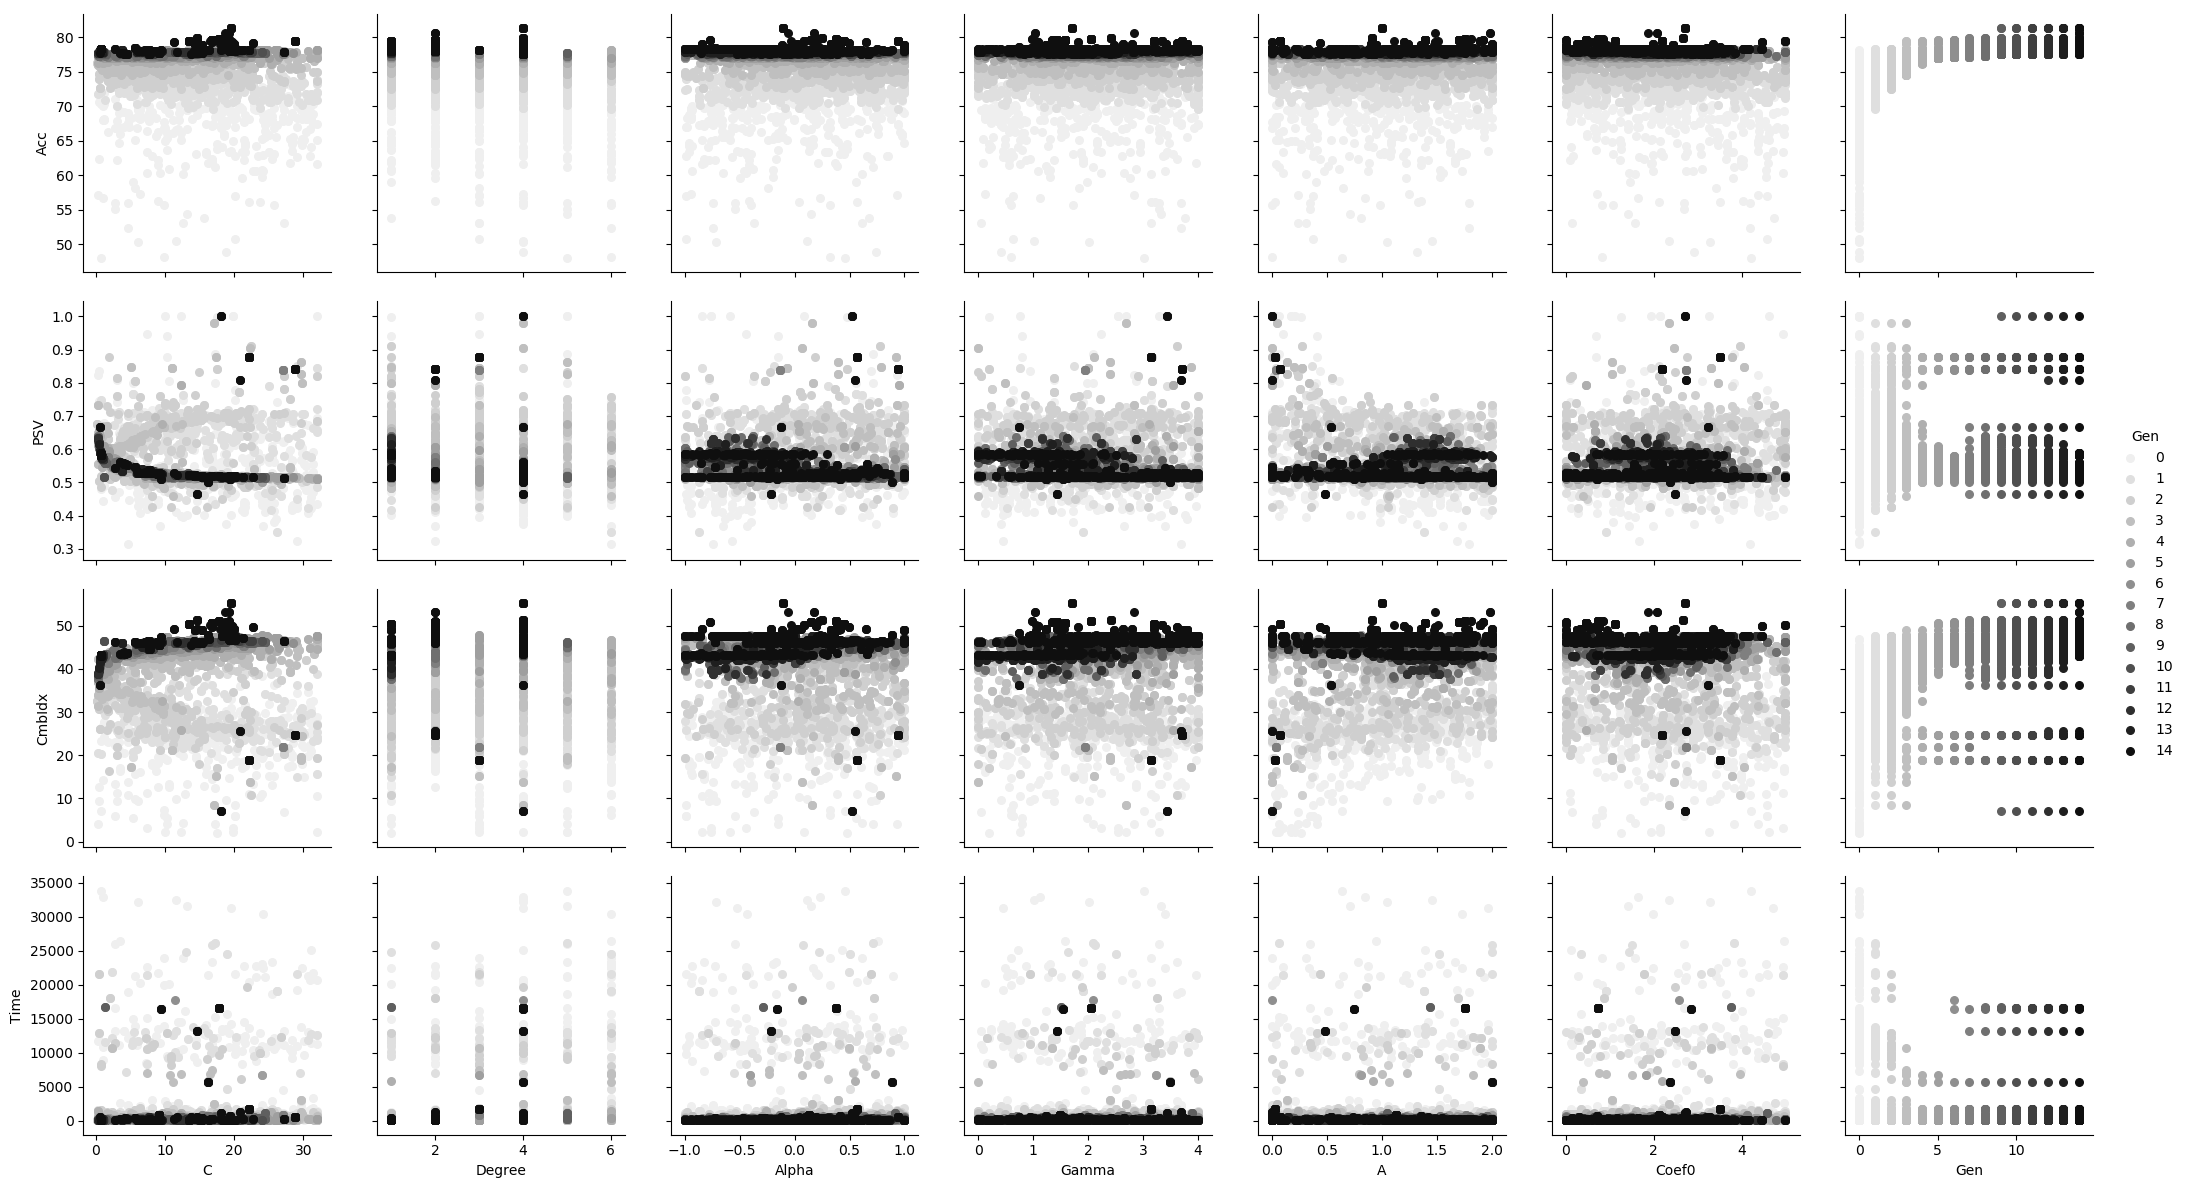 80
75
70
65
60
55
50
Acc
1.0
0.9
0.8
0.7
0.6
0.5
0.4
0.3
PSV
50
40
30
20
10
0
CmbIdx
35000
30000
25000
20000
15000
10000
5000
0
Time
0 10 20 30
C
2 4 6
Degree
−1.0 −0.5 0.0 0.5 1.0
Alpha
0 1 2 3 4
Gamma
0.0 0.5 1.0 1.5 2.0
A
0 2 4
Coef0
0 5 10
Gen
Gen
0
1
2
3
4
5
6
7
8
9
10
11
12
13
14